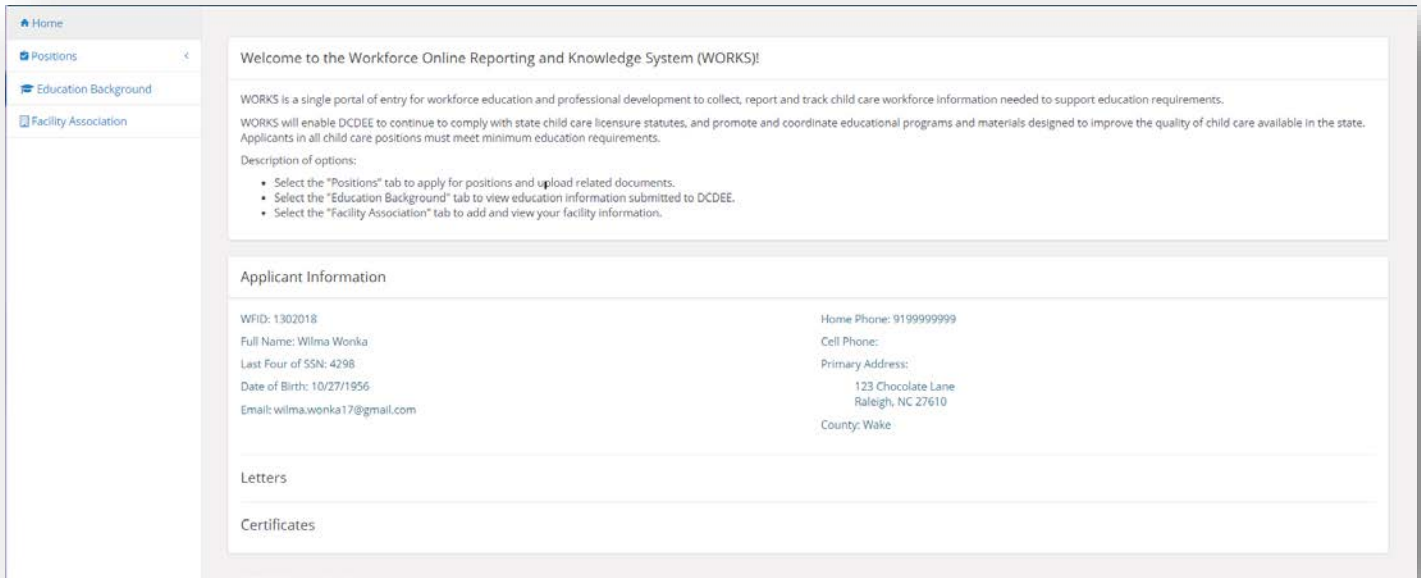 Home
Positions
Education Background
Facility Association
Welcome to the Workforce Online Reporting and Knowledge System (WORKS)!
WORKS is a single portal of entry for workforce education and professional development to collect, report and track child care workforce information needed to support education requirements.
WORKS will enable DCDEE to continue to comply with state child care licensure statutes, and promote and coordinate educational programs and materials designed to improve the quality of child care available in the state.
Applicants in all child care positions must meet minimum education requirements.
Description of options:
• Select the "Positions" tab to apply for positions and upload related documents.
• Select the "Education Background" tab to view education information submitted to DCDEE.
• Select the "Facility Association" tab to add and view your facility information.
Applicant Information
WFID: 1302018
Full Name: Wilma Wonka
Last Four of SSN: 4298
Date of Birth: 10/27/1956
Email: wilma.wonka17@gmail.com
Home Phone: 9199999999
Cell Phone:
Primary Address:
123 Chocolate Lane
Raleigh, NC 27610
County: Wake
Letters
Certificates